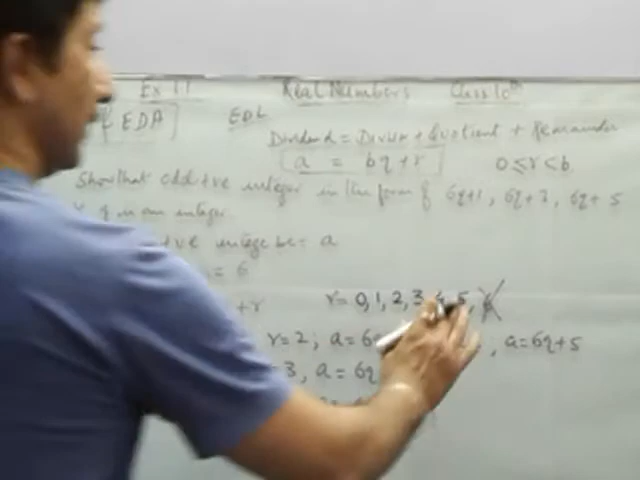 Ex 1.1 Real Numbers Class 10th
EDA EDL
Dividend = Divisor + Quotient + Remainder
a = bq + r 0 ≤ r < b
Show that odd +ve integer in the form of 6q+1, 6q+3, 6q+5
q is an integer
+ve intege be = a
= 6
+ r r = 0, 1, 2, 3, 4, 5
r = 2 ; a = 6q ; a = 6q + 5
3, a = 6q